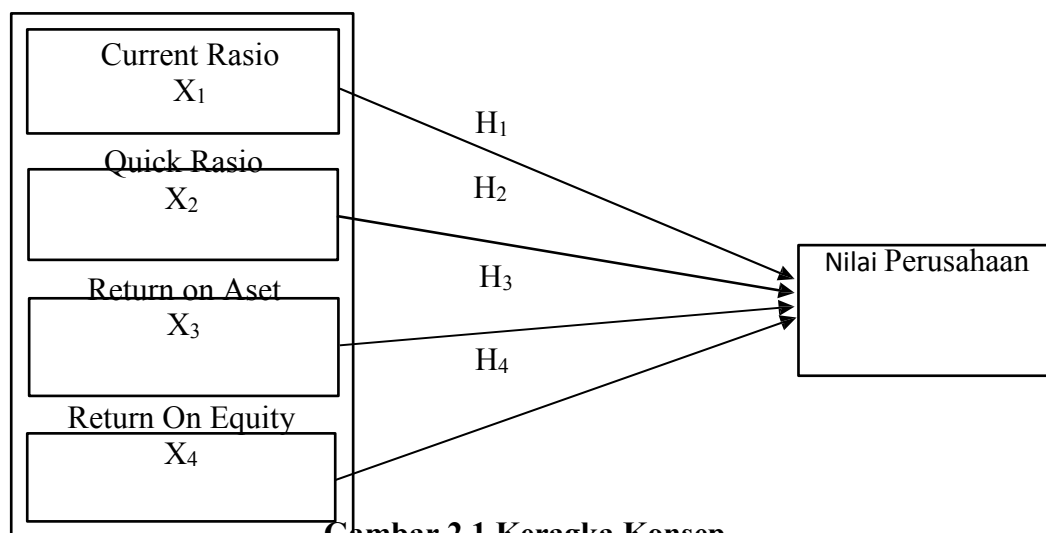 Current Rasio
X₁
H₁
Quick Rasio
X₂
H₂
Nilai Perusahaan
Return on Aset
X₃
H₃
Return On Equity
X₄
H₄
Gambar 2.1 Keragka Konsep